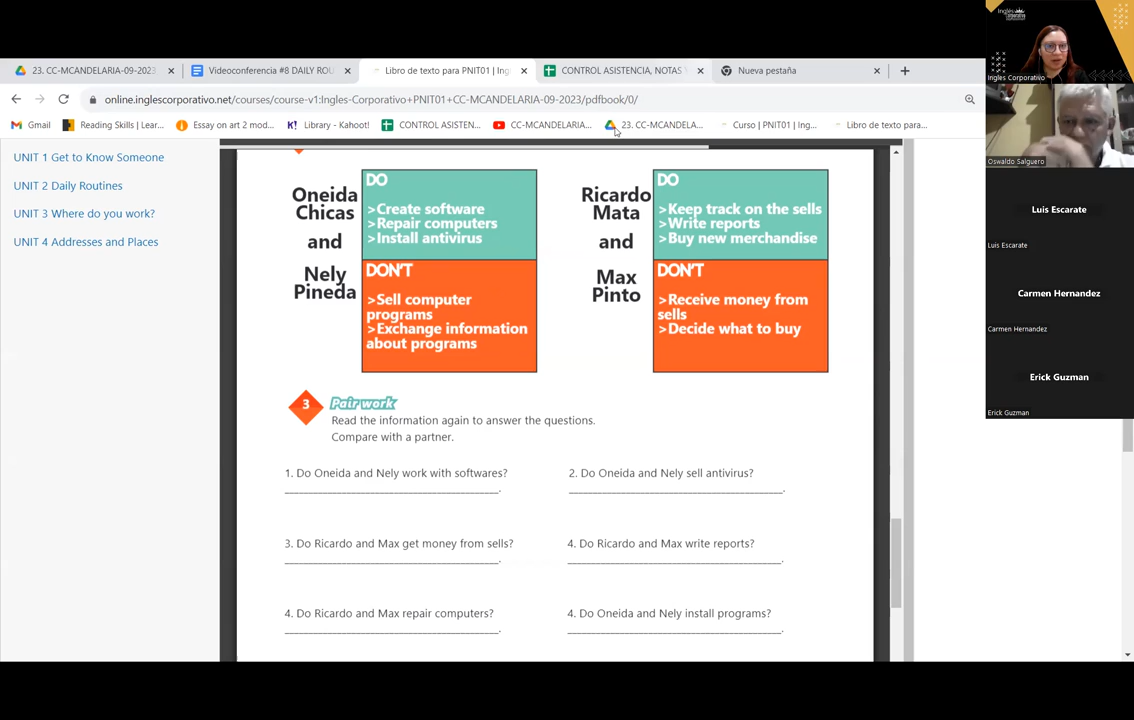 23. CC-MCANDELARIA-09-2023
Videoconferencia #8 DAILY ROU
Libro de texto para PNIT01 | Ing
CONTROL ASISTENCIA, NOTAS
Nueva pestaña
online.inglescorporativo.net/courses/course-v1:Ingles-Corporativo+PNIT01+CC-MCANDELARIA-09-2023/pdfbook/0/
Gmail
Reading Skills | Lear...
Essay on art 2 mod...
Library - Kahoot!
CONTROL ASISTEN...
CC-MCANDELARIA...
23. CC-MCANDELA...
Curso | PNIT01 | Ing...
Libro de texto para...
UNIT 1 Get to Know Someone
UNIT 2 Daily Routines
UNIT 3 Where do you work?
UNIT 4 Addresses and Places
Oneida
Chicas
and
Nely
Pineda
DO
>Create software
>Repair computers
>Install antivirus
DON'T
>Sell computer
programs
>Exchange information
about programs
Ricardo
Mata
and
Max
Pinto
DO
>Keep track on the sells
>Write reports
>Buy new merchandise
DON'T
>Receive money from
sells
>Decide what to buy
3
Pair work
Read the information again to answer the questions.
Compare with a partner.
1. Do Oneida and Nely work with softwares?
2. Do Oneida and Nely sell antivirus?
3. Do Ricardo and Max get money from sells?
4. Do Ricardo and Max write reports?
4. Do Ricardo and Max repair computers?
4. Do Oneida and Nely install programs?
Inglés
Corporativo
Ingles Corporativo
Oswaldo Salguero
Luis Escarate
Luis Escarate
Carmen Hernandez
Carmen Hernandez
Erick Guzman
Erick Guzman